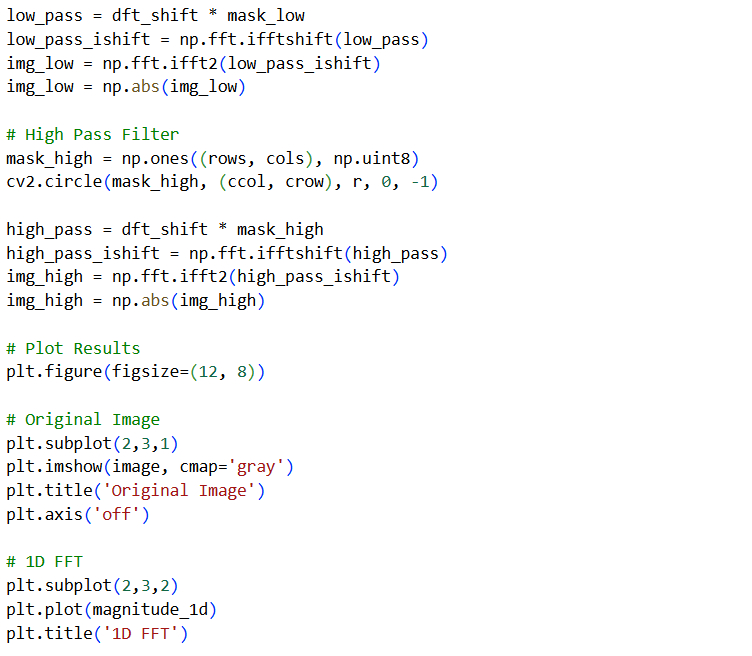 low_pass = dft_shift * mask_low
low_pass_ishift = np.fft.ifftshift(low_pass)
img_low = np.fft.ifft2(low_pass_ishift)
img_low = np.abs(img_low)

# High Pass Filter
mask_high = np.ones((rows, cols), np.uint8)
cv2.circle(mask_high, (ccol, crow), r, 0, -1)

high_pass = dft_shift * mask_high
high_pass_ishift = np.fft.ifftshift(high_pass)
img_high = np.fft.ifft2(high_pass_ishift)
img_high = np.abs(img_high)

# Plot Results
plt.figure(figsize=(12, 8))

# Original Image
plt.subplot(2,3,1)
plt.imshow(image, cmap='gray')
plt.title('Original Image')
plt.axis('off')

# 1D FFT
plt.subplot(2,3,2)
plt.plot(magnitude_1d)
plt.title('1D FFT')